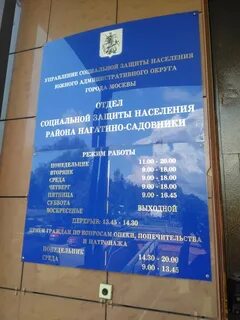 УПРАВЛЕНИЕ СОЦИАЛЬНОЙ ЗАЩИТЫ НАСЕЛЕНИЯ
ЮЖНОГО АДМИНИСТРАТИВНОГО ОКРУГА
ГОРОДА МОСКВЫ
ОТДЕЛ
СОЦИАЛЬНОЙ ЗАЩИТЫ НАСЕЛЕНИЯ
РАЙОНА НАГАТИНО-САДОВНИКИ
РЕЖИМ РАБОТЫ
ПОНЕДЕЛЬНИК 11.00 - 20.00
ВТОРНИК 9.00 - 18.00
СРЕДА 9.00 - 18.00
ЧЕТВЕРГ 9.00 - 18.00
ПЯТНИЦА 9.00 - 16.45
СУББОТА
ВОСКРЕСЕНЬЕ ВЫХОДНОЙ
ПЕРЕРЫВ: 13.45 - 14.30
ПРИЕМ ГРАЖДАН ПО ВОПРОСАМ ОПЕКИ, ПОПЕЧИТЕЛЬСТВА
И ПАТРОНАЖА
ПОНЕДЕЛЬНИК 14.30 - 20.00
СРЕДА 9.00 - 13.45